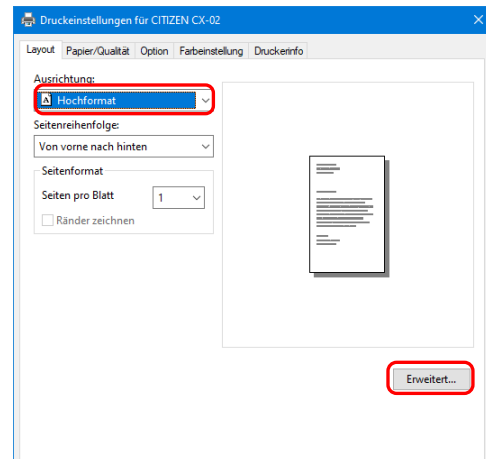 Druckeinstellungen für CITIZEN CX-02
Layout Papier/Qualität Option Farbeinstellung Druckerinfo
Ausrichtung:
A Hochformat
Seitenreihenfolge:
Von vorne nach hinten
Seitenformat
Seiten pro Blatt 1
Ränder zeichnen
Erweitert...